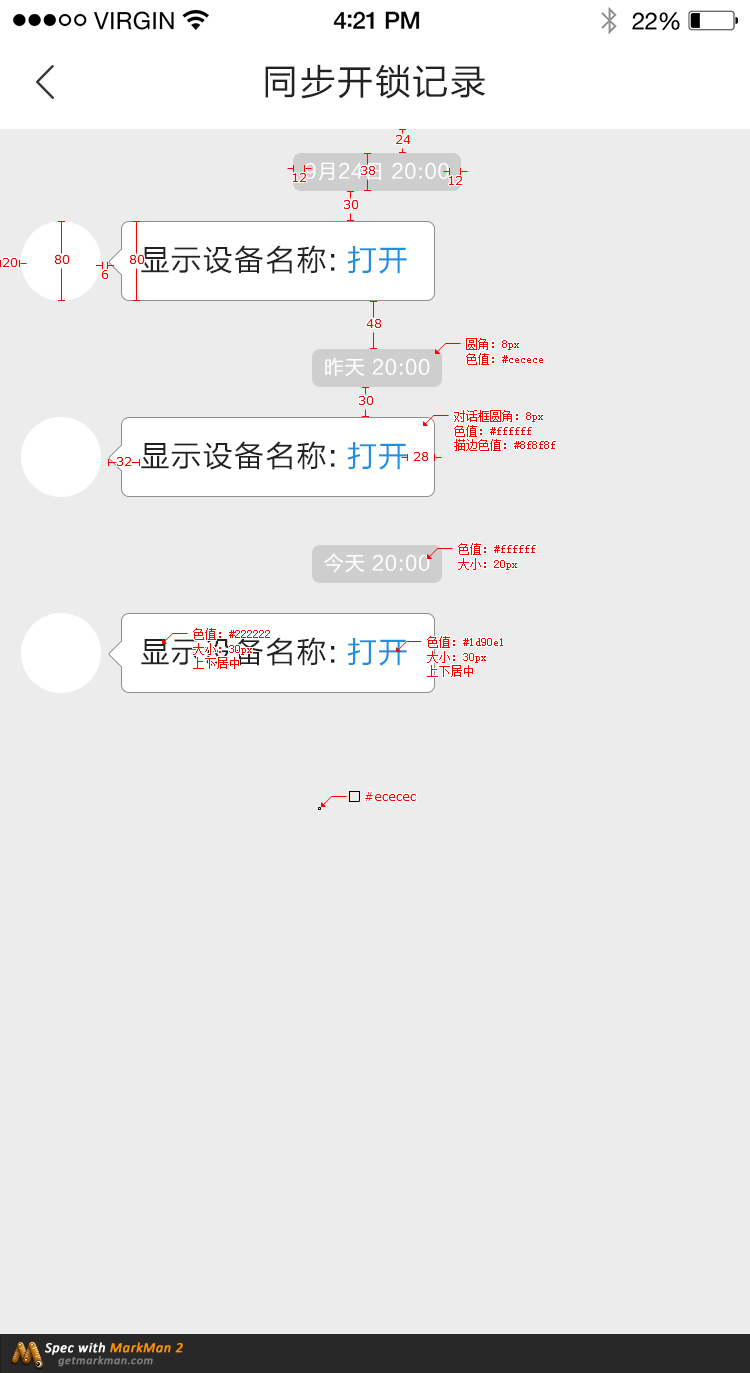 VIRGIN 4:21 PM 22%
同步开锁记录
24
9月24日 20:00
12
38
12
30
显示设备名称: 打开
20
80
6
80
48
昨天 20:00
圆角: 8px
色值: #cecece
30
对话框圆角: 8px
色值: #ffffff
描边色值: #8f8f8f
显示设备名称: 打开
32
28
今天 20:00
色值: #ffffff
大小: 20px
显示设备名称: 打开
色值: #222222
大小: 30px
上下居中
色值: #1d90e1
大小: 30px
上下居中
#ececec
Spec with MarkMan 2
getmarkman.com